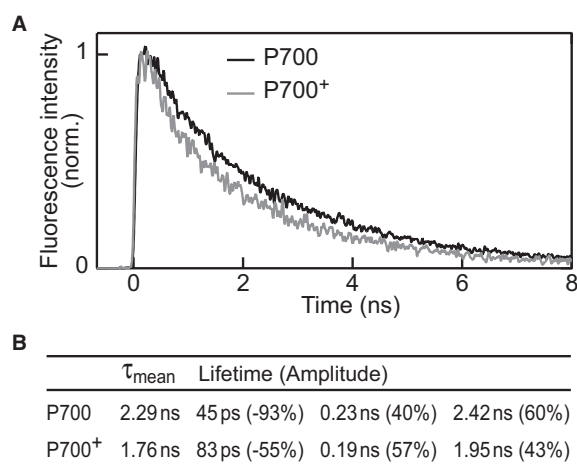 A
Fluorescence intensity
(norm.)
1
0
P700
P700⁺
0 2 4 6 8
Time (ns)
B
τmean Lifetime (Amplitude)
P700 2.29 ns 45 ps (-93%) 0.23 ns (40%) 2.42 ns (60%)
P700⁺ 1.76 ns 83 ps (-55%) 0.19 ns (57%) 1.95 ns (43%)